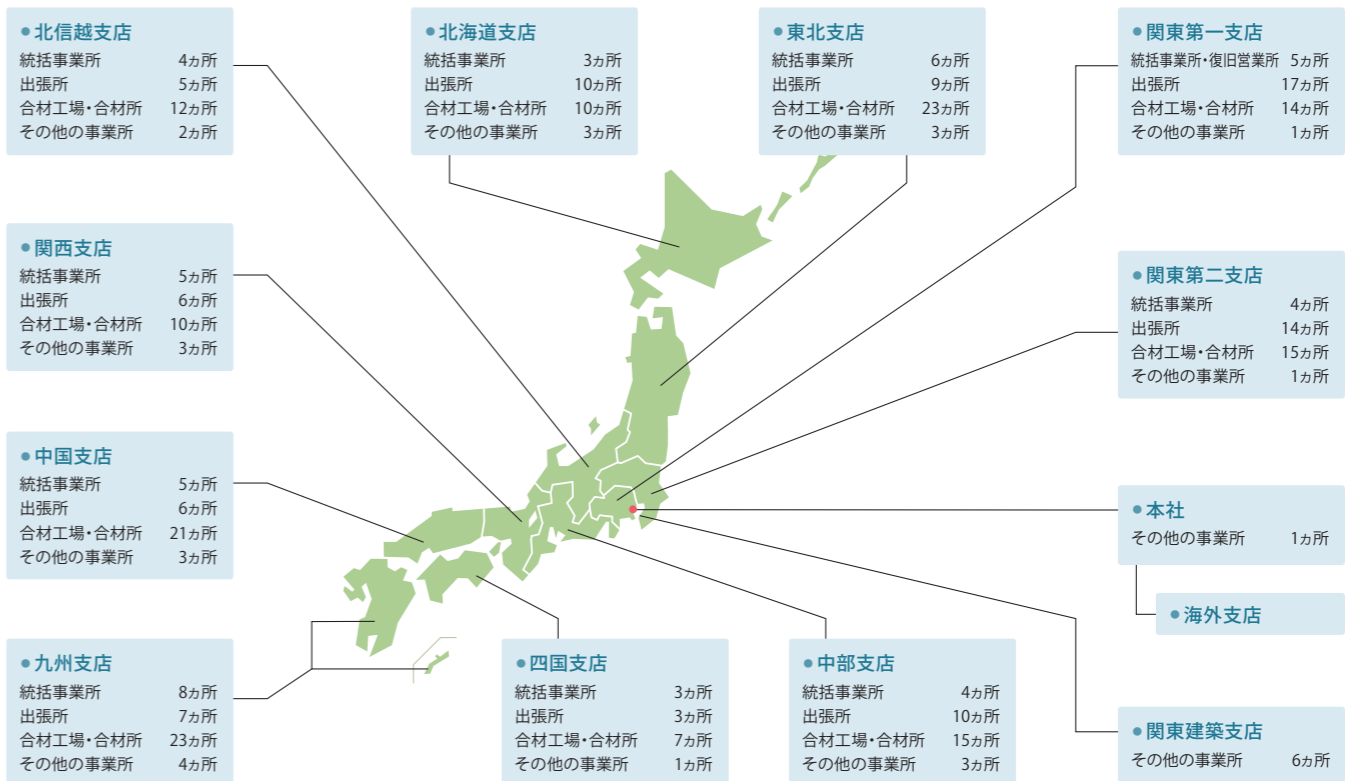 ●北信越支店
統括事業所 4ヵ所
出張所 5ヵ所
合材工場・合材所 12ヵ所
その他の事業所 2ヵ所
●北海道支店
統括事業所 3ヵ所
出張所 10ヵ所
合材工場・合材所 10ヵ所
その他の事業所 3ヵ所
●東北支店
統括事業所 6ヵ所
出張所 9ヵ所
合材工場・合材所 23ヵ所
その他の事業所 3ヵ所
●関東第一支店
統括事業所・復旧営業所 5ヵ所
出張所 17ヵ所
合材工場・合材所 14ヵ所
その他の事業所 1ヵ所
●関西支店
統括事業所 5ヵ所
出張所 6ヵ所
合材工場・合材所 10ヵ所
その他の事業所 3ヵ所
●関東第二支店
統括事業所 4ヵ所
出張所 14ヵ所
合材工場・合材所 15ヵ所
その他の事業所 1ヵ所
●中国支店
統括事業所 5ヵ所
出張所 6ヵ所
合材工場・合材所 21ヵ所
その他の事業所 3ヵ所
●本社
その他の事業所 1ヵ所
●海外支店
●九州支店
統括事業所 8ヵ所
出張所 7ヵ所
合材工場・合材所 23ヵ所
その他の事業所 4ヵ所
●四国支店
統括事業所 3ヵ所
出張所 3ヵ所
合材工場・合材所 7ヵ所
その他の事業所 1ヵ所
●中部支店
統括事業所 4ヵ所
出張所 10ヵ所
合材工場・合材所 15ヵ所
その他の事業所 3ヵ所
●関東建築支店
その他の事業所 6ヵ所